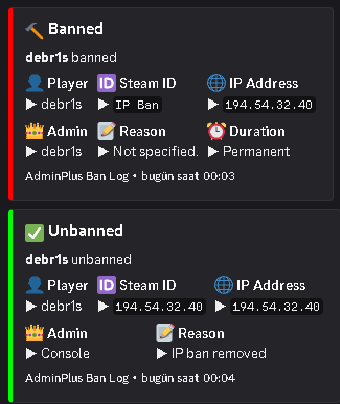 Banned
debr1s banned
Player Steam ID IP Address
debr1s IP Ban 194.54.32.40
Admin Reason Duration
debr1s Not specified. Permanent
AdminPlus Ban Log • bugün saat 00:03
Unbanned
debr1s unbanned
Player Steam ID IP Address
debr1s 194.54.32.40 194.54.32.40
Admin Reason
Console IP ban removed
AdminPlus Ban Log • bugün saat 00:04